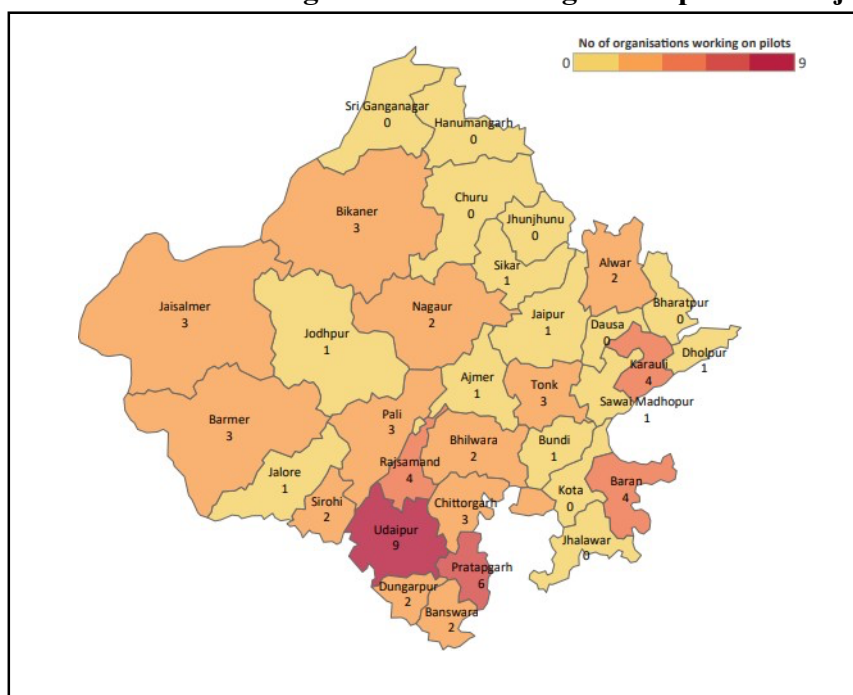 No of organisations working on pilots
0 9
Sri Ganganagar
0
Hanumangarh
0
Churu
0
Jhunjhunu
0
Bikaner
3
Sikar
1
Alwar
2
Jaisalmer
3
Nagaur
2
Jaipur
1
Bharatpur
0
Jodhpur
1
Dausa
0
Dholpur
1
Karauli
4
Ajmer
1
Tonk
3
Sawai Madhopur
1
Barmer
3
Pali
3
Bhilwara
2
Bundi
1
Rajsamand
4
Jalore
1
Sirohi
2
Chittorgarh
3
Kota
0
Baran
4
Udaipur
9
Jhalawar
0
Pratapgarh
6
Dungarpur
2
Banswara
2